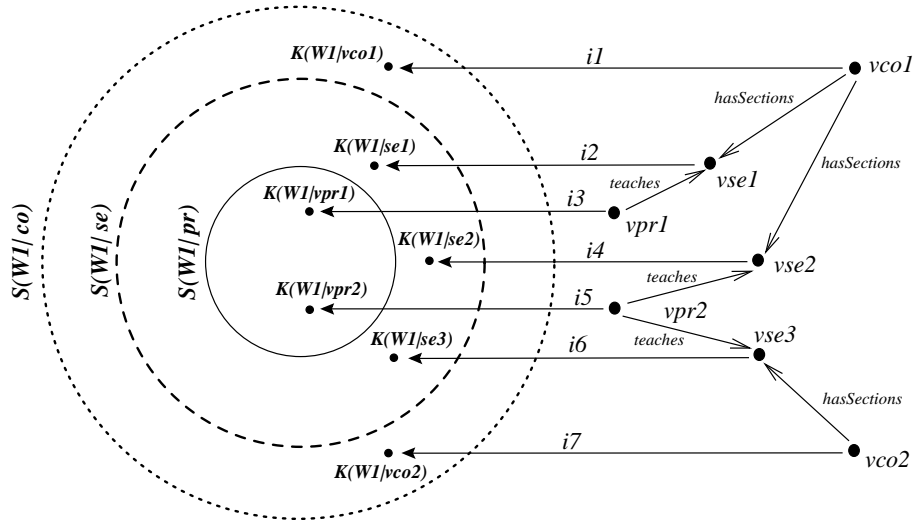 K(W1|vco1)
i1
vco1
hasSections
K(W1|se1)
i2
vse1
hasSections
teaches
K(W1|vpr1)
i3
vpr1
S(W1|co)
S(W1|se)
S(W1|pr)
K(W1|se2)
i4
vse2
teaches
K(W1|vpr2)
i5
vpr2
teaches
vse3
K(W1|se3)
i6
hasSections
K(W1|vco2)
i7
vco2